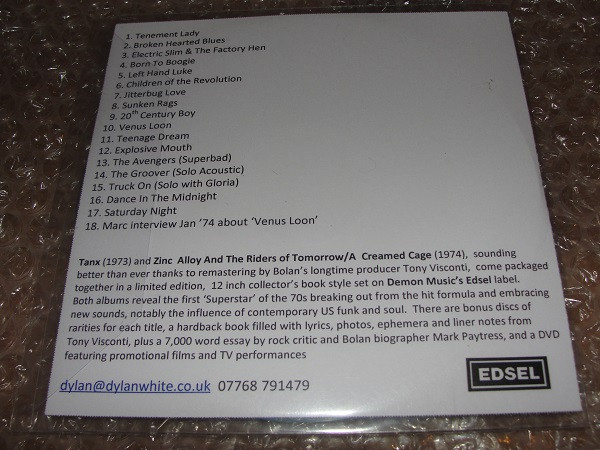 1. Tenement Lady
2. Broken Hearted Blues
3. Electric Slim & The Factory Hen
4. Born To Boogie
5. Left Hand Luke
6. Children of the Revolution
7. Jitterbug Love
8. Sunken Rags
9. 20th Century Boy
10. Venus Loon
11. Teenage Dream
12. Explosive Mouth
13. The Avengers (Superbad)
14. The Groover (Solo Acoustic)
15. Truck On (Solo with Gloria)
16. Dance In The Midnight
17. Saturday Night
18. Marc interview Jan '74 about 'Venus Loon'
Tanx (1973) and Zinc Alloy And The Riders of Tomorrow/A Creamed Cage (1974), sounding
better than ever thanks to remastering by Bolan's longtime producer Tony Visconti, come packaged
together in a limited edition, 12 inch collector's book style set on Demon Music's Edsel label.
Both albums reveal the first 'Superstar' of the 70s breaking out from the hit formula and embracing
new sounds, notably the influence of contemporary US funk and soul. There are bonus discs of
rarities for each title, a hardback book filled with lyrics, photos, ephemera and liner notes from
Tony Visconti, plus a 7,000 word essay by rock critic and Bolan biographer Mark Paytress, and a DVD
featuring promotional films and TV performances
dylan@dylanwhite.co.uk 07768 791479
EDSEL